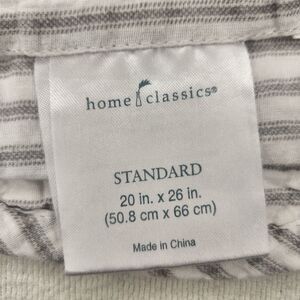 home classics®
STANDARD
20 in. x 26 in.
(50.8 cm x 66 cm)
Made in China